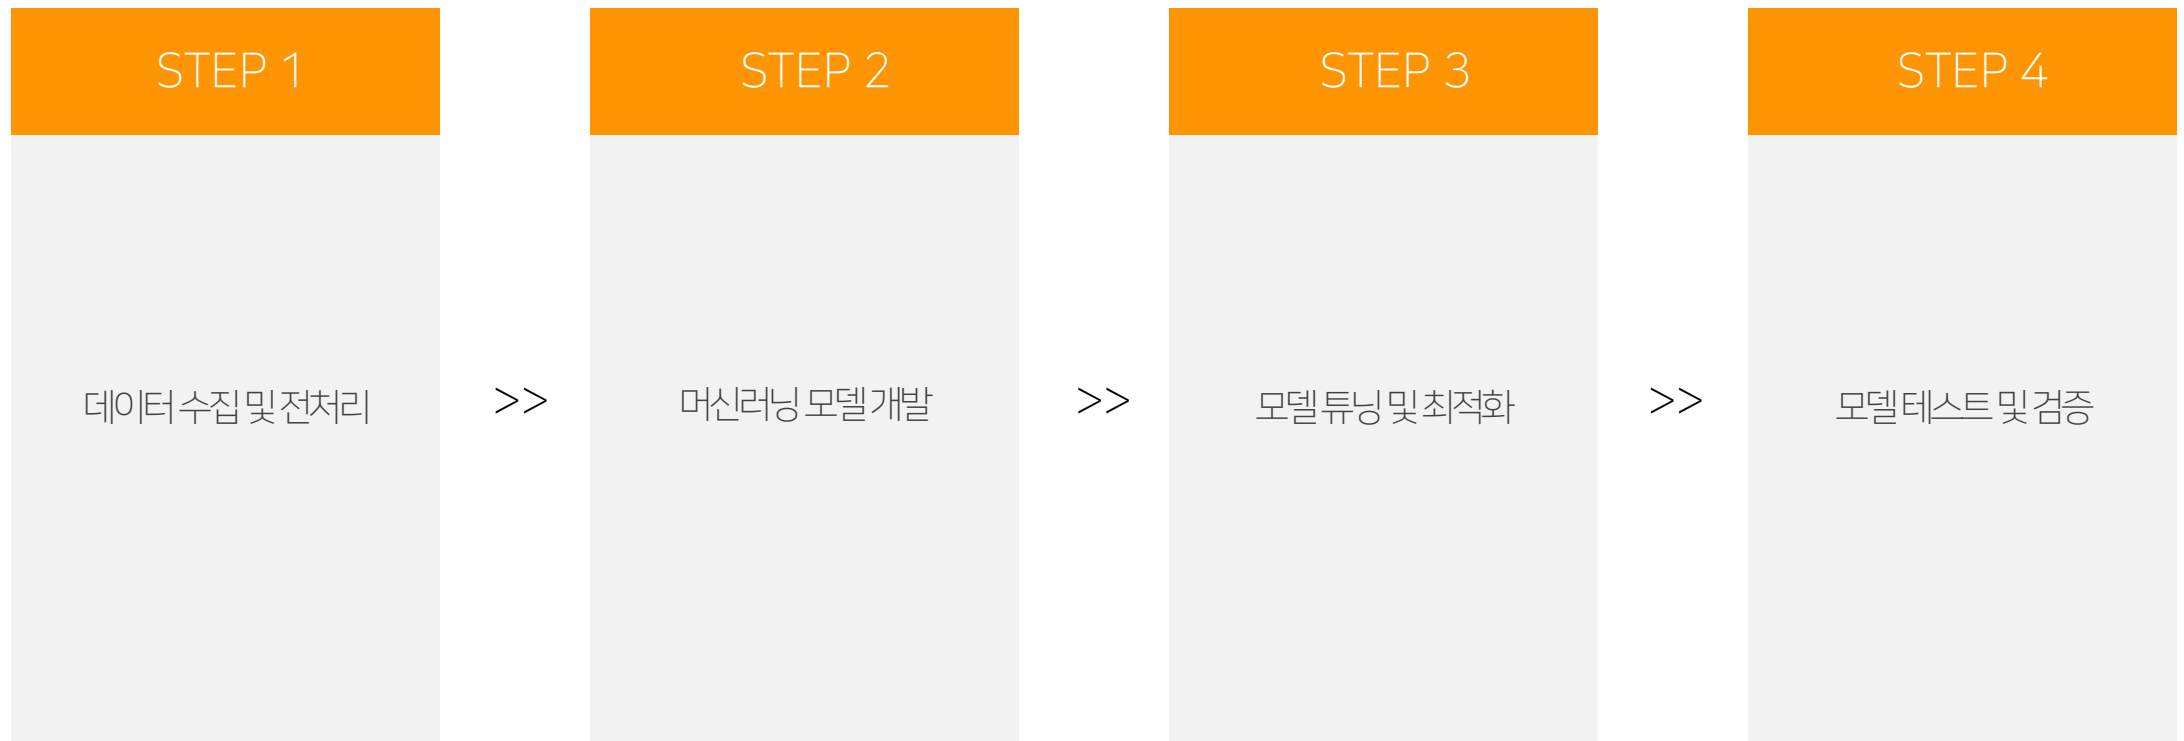 STEP 1
데이터 수집 및 전처리
>>
STEP 2
머신러닝 모델 개발
>>
STEP 3
모델 튜닝 및 최적화
>>
STEP 4
모델 테스트 및 검증